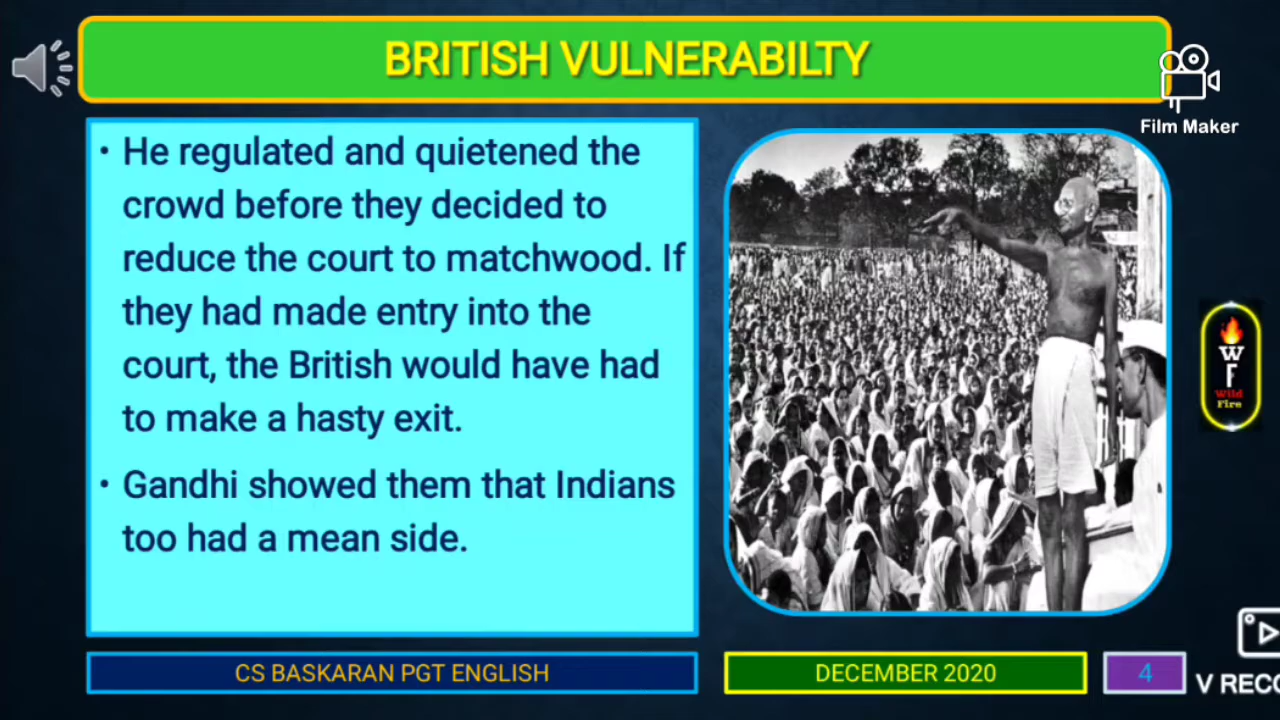 BRITISH VULNERABILTY
Film Maker
• He regulated and quietened the
crowd before they decided to
reduce the court to matchwood. If
they had made entry into the
court, the British would have had
to make a hasty exit.
• Gandhi showed them that Indians
too had a mean side.
W
F
Wild
Fire
CS BASKARAN PGT ENGLISH
DECEMBER 2020
4
V RECO